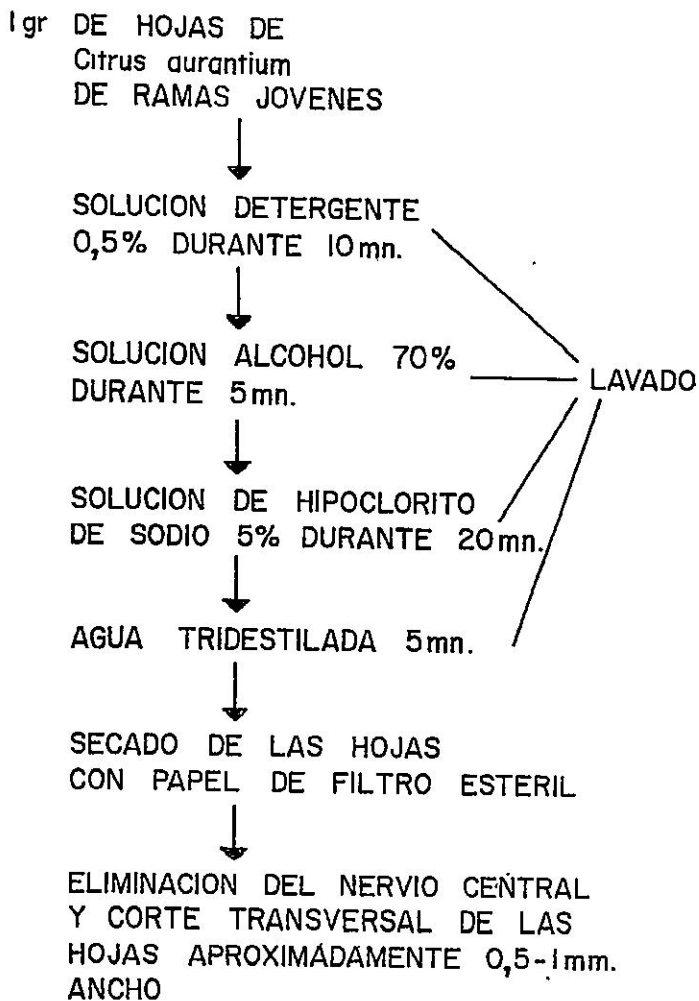 1gr DE HOJAS DE
Citrus aurantium
DE RAMAS JOVENES
SOLUCION DETERGENTE
0,5% DURANTE 10mn.
SOLUCION ALCOHOL 70%
DURANTE 5mn.
LAVADO
SOLUCION DE HIPOCLORITO
DE SODIO 5% DURANTE 20mn.
AGUA TRIDESTILADA 5mn.
SECADO DE LAS HOJAS
CON PAPEL DE FILTRO ESTERIL
ELIMINACION DEL NERVIO CENTRAL
Y CORTE TRANSVERSAL DE LAS
HOJAS APROXIMADAMENTE 0,5-1mm.
ANCHO